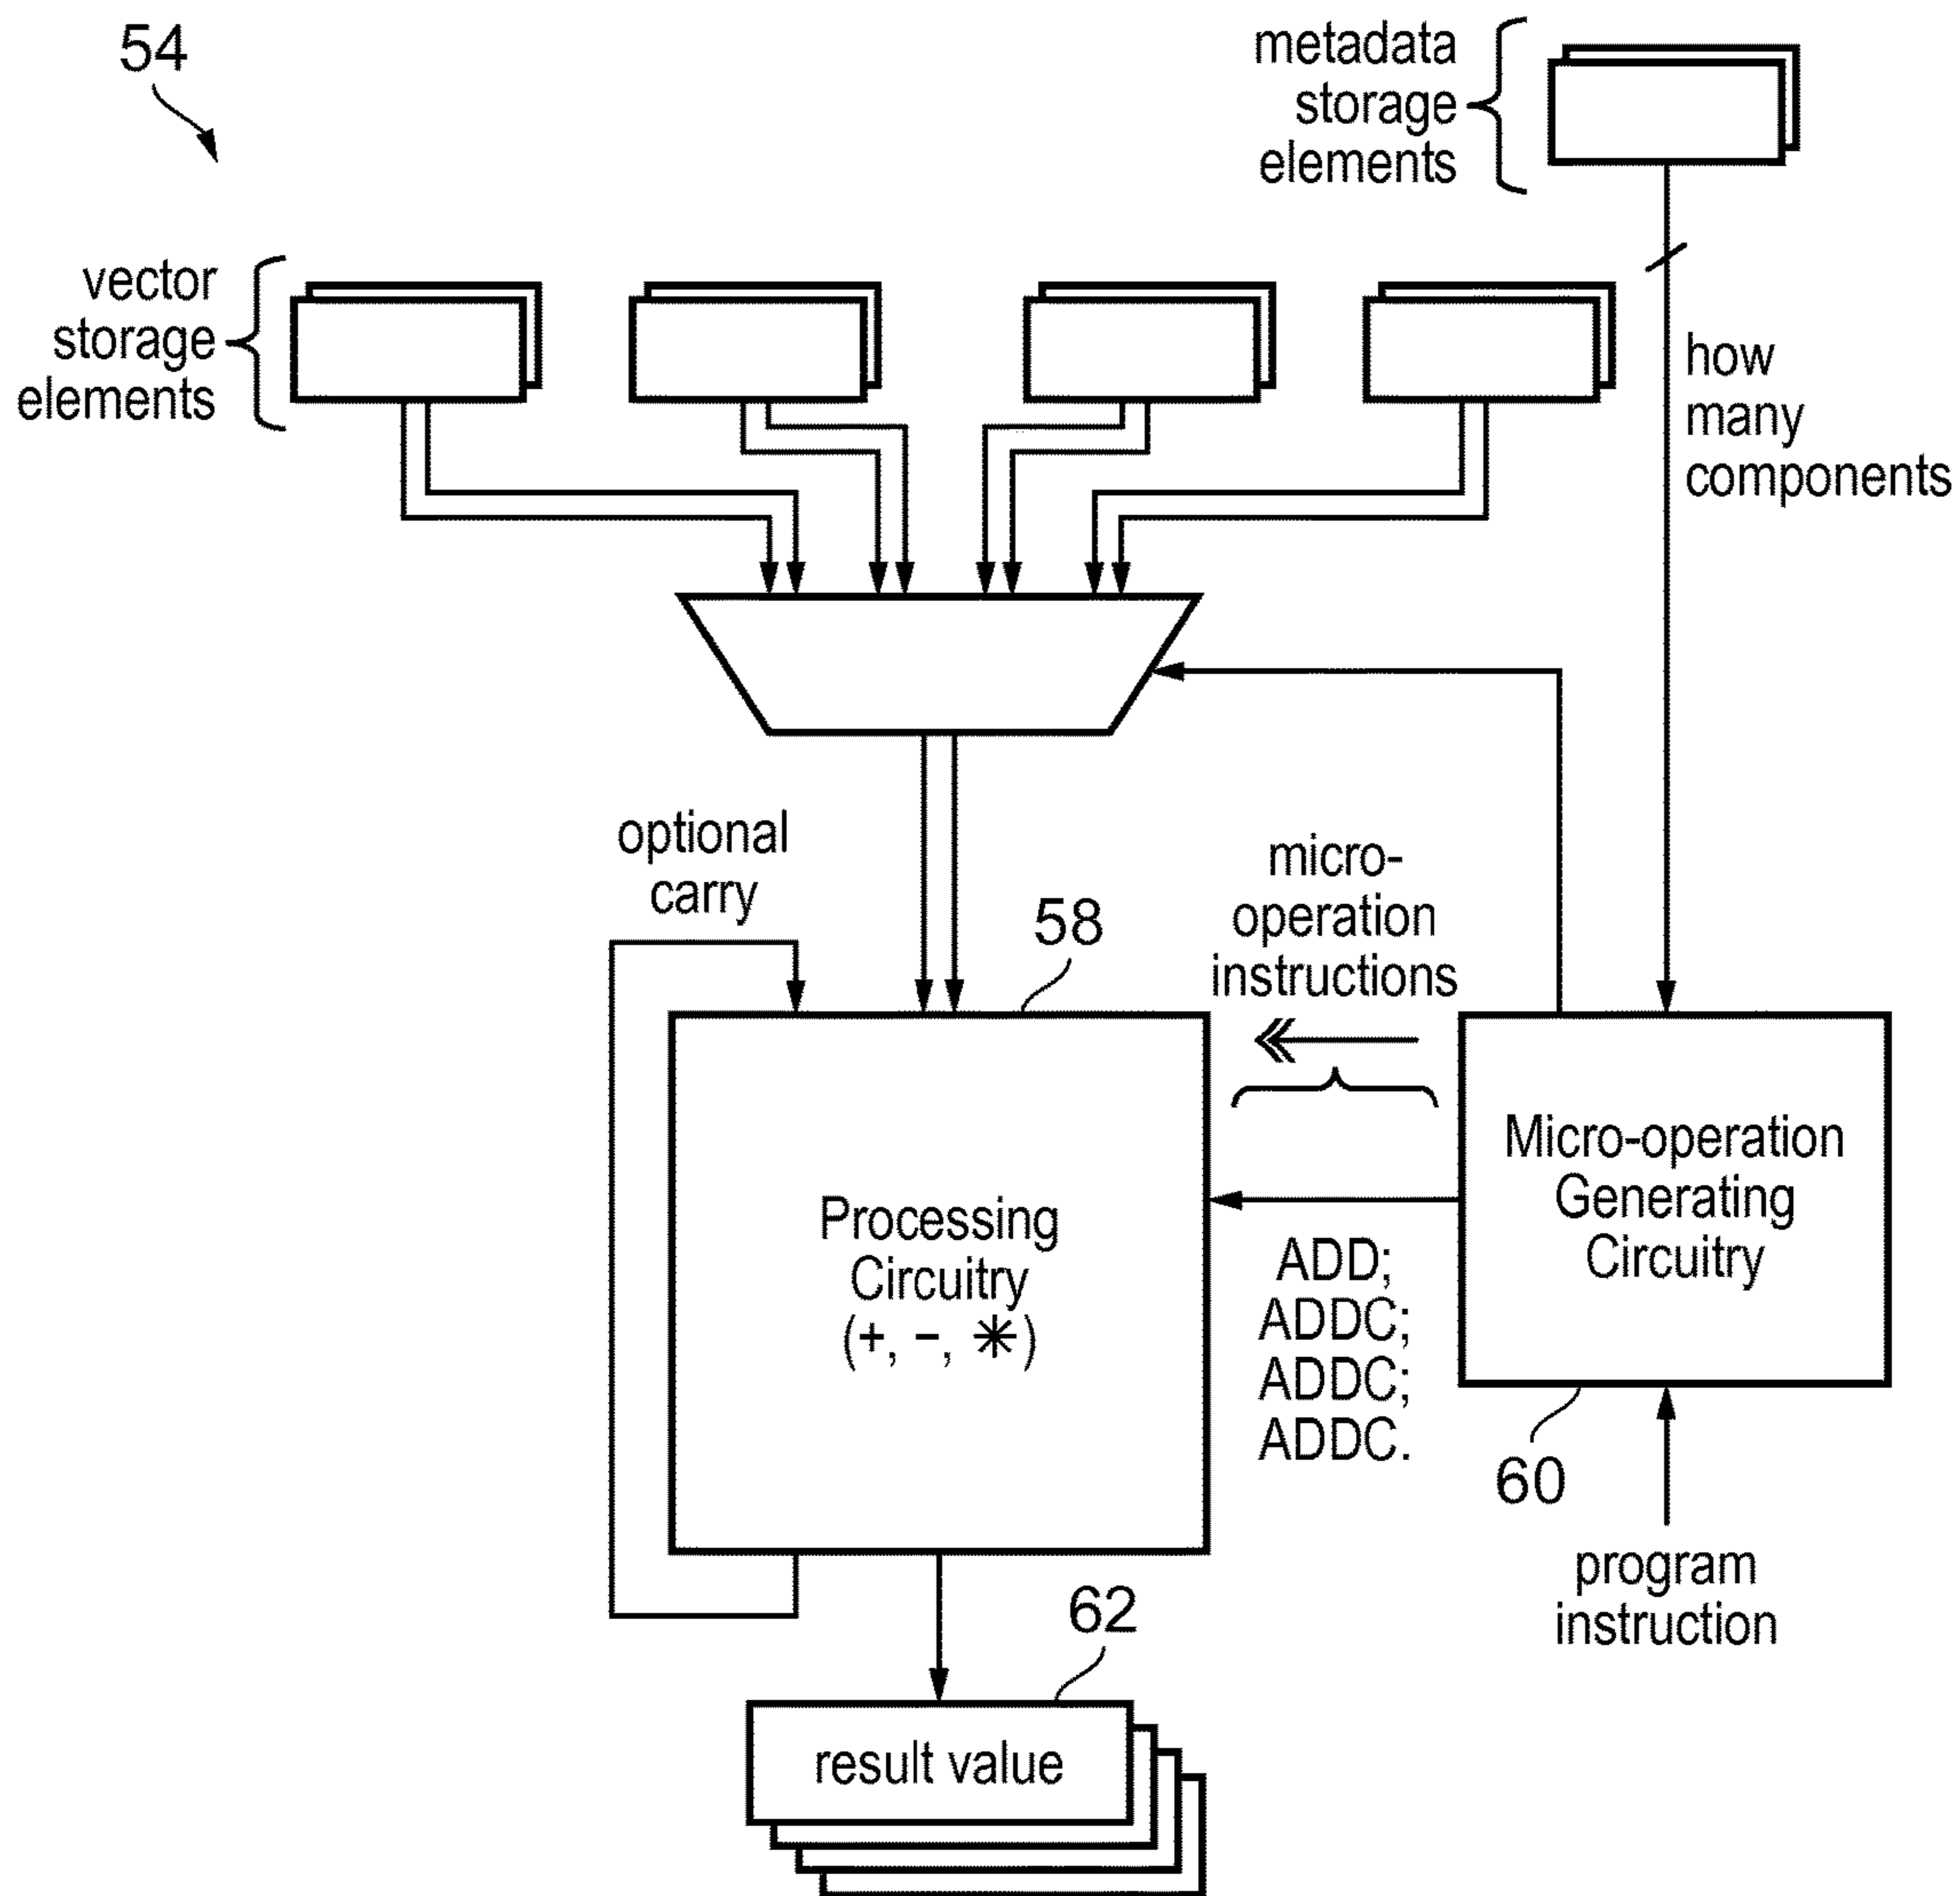 54
metadata
storage
elements
vector
storage
elements
how
many
components
optional
carry
micro-
operation
instructions
58
Processing
Circuitry
(+, −, ✳)
Micro-operation
Generating
Circuitry
ADD;
ADDC;
ADDC;
ADDC.
60
program
instruction
62
result value